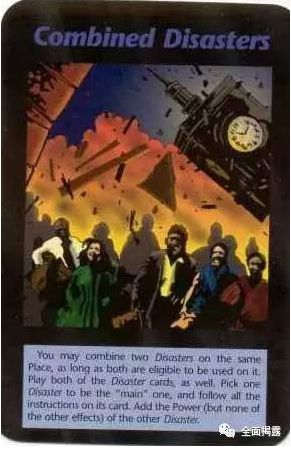 Combined Disasters
You may combine two Disasters on the same
Place, as long as both are eligible to be used on it.
Play both of the Disaster cards, as well. Pick one
Disaster to be the "main" one, and follow all the
instructions on its card. Add the Power (but none of
the other effects) of the other Disaster.
全面揭露